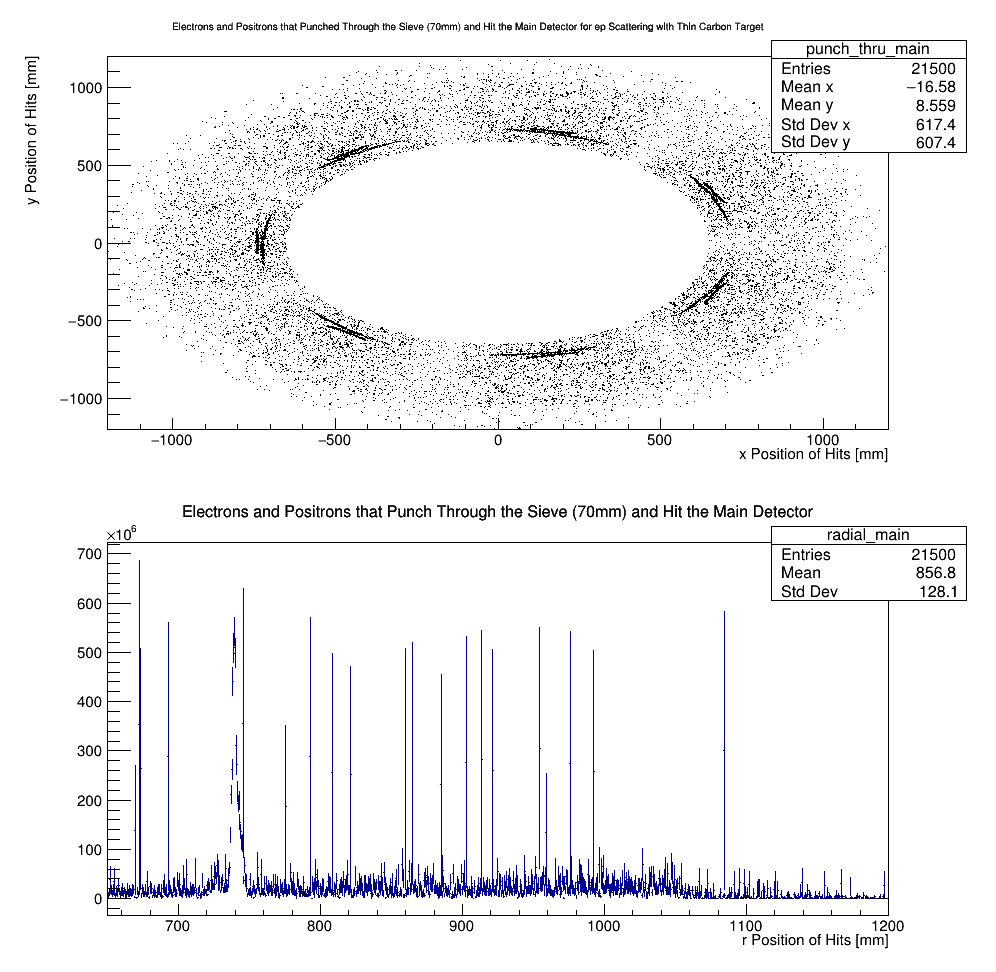 Electrons and Positrons that Punched Through the Sieve (70mm) and Hit the Main Detector for ep Scattering with Thin Carbon Target
punch_thru_main
Entries 21500
Mean x −16.58
Mean y 8.559
Std Dev x 617.4
Std Dev y 607.4
y Position of Hits [mm]
1000
500
0
−500
−1000
−1000 −500 0 500 1000
x Position of Hits [mm]
Electrons and Positrons that Punch Through the Sieve (70mm) and Hit the Main Detector
radial_main
Entries 21500
Mean 856.8
Std Dev 128.1
×10⁶
700
600
500
400
300
200
100
0
700 800 900 1000 1100 1200
r Position of Hits [mm]